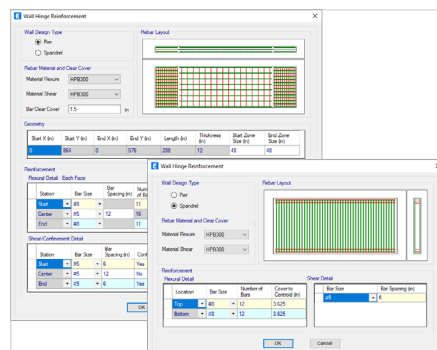 Wall Hinge Reinforcement
Wall Design Type
Pier
Spandrel
Rebar Layout
Rebar Material and Clear Cover
Material Flexure HPB300
Material Shear HPB300
Bar Clear Cover 1.5 in
Geometry
Start X (in) Start Y (in) End X (in) End Y (in) Length (in) Thickness (in) Start Zone Size (in) End Zone Size (in)
0 864 0 576 288 12 48 48
Reinforcement
Flexural Detail - Each Face
Station Bar Size Bar Spacing (in)
Start #8 11
Center #5 12 16
End #8 11
Shear/Confinement Detail
Station Bar Size Bar Spacing (in)
Start #5 6 Yes
Center #5 12 No
End #5 6 Yes
OK
Wall Hinge Reinforcement
Wall Design Type
Pier
Spandrel
Rebar Layout
Rebar Material and Clear Cover
Material Flexure HPB300
Material Shear HPB300
Reinforcement
Flexural Detail
Location Bar Size Number of Bars Cover to Centroid (in)
Top #8 12 3.625
Bottom #8 12 3.625
Shear Detail
Bar Size Bar Spacing (in)
#5 6
OK Cancel